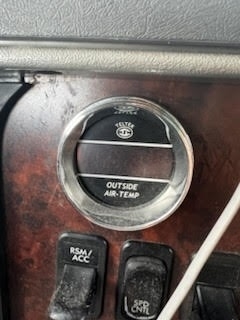 TELTEK
OUTSIDE
AIR-TEMP
RSM/
ACC
SPD
CNTL